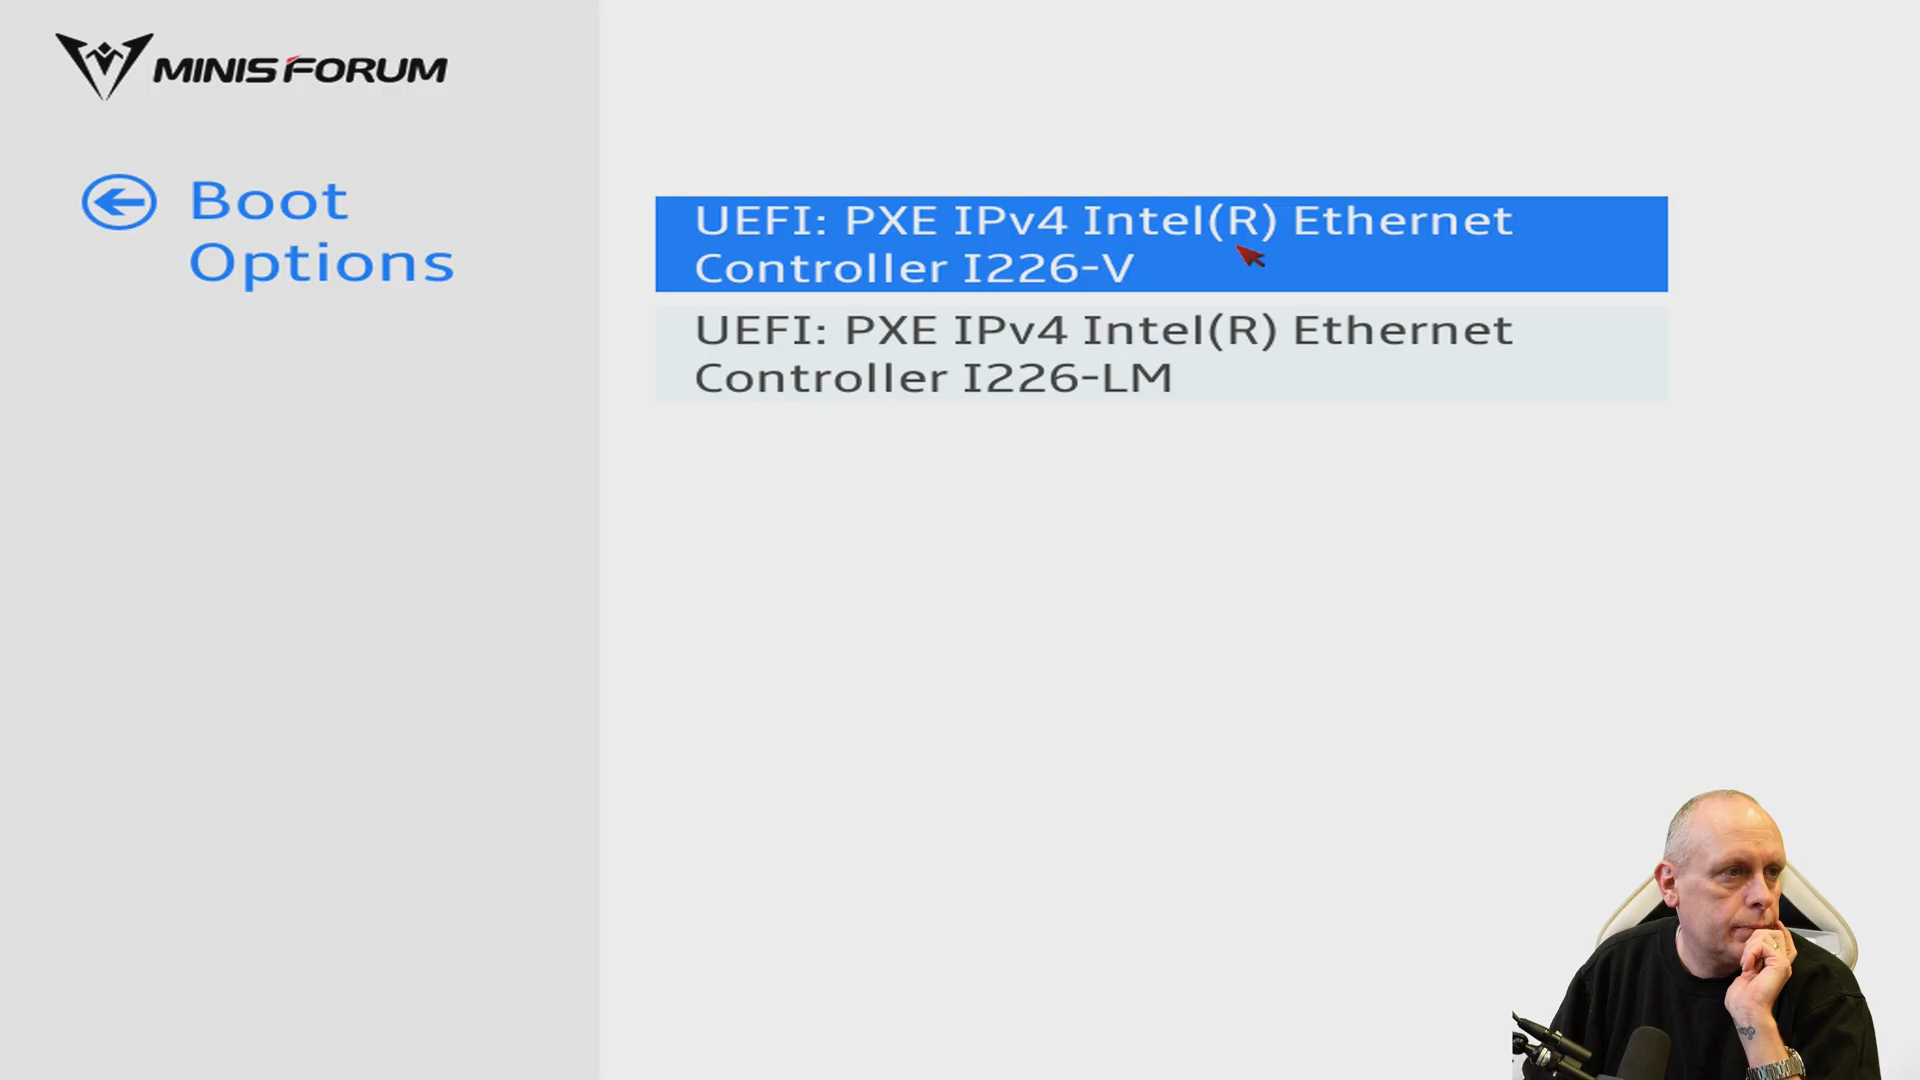 MINISFORUM
Boot
Options
UEFI: PXE IPv4 Intel(R) Ethernet
Controller I226-V
UEFI: PXE IPv4 Intel(R) Ethernet
Controller I226-LM